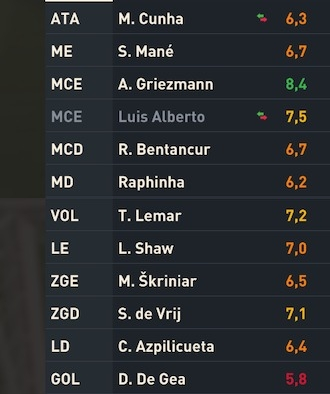 ATA M. Cunha 6,3
ME S. Mané 6,7
MCE A. Griezmann 8,4
MCE Luis Alberto 7,5
MCD R. Bentancur 6,7
MD Raphinha 6,2
VOL T. Lemar 7,2
LE L. Shaw 7,0
ZGE M. Škriniar 6,5
ZGD S. de Vrij 7,1
LD C. Azpilicueta 6,4
GOL D. De Gea 5,8